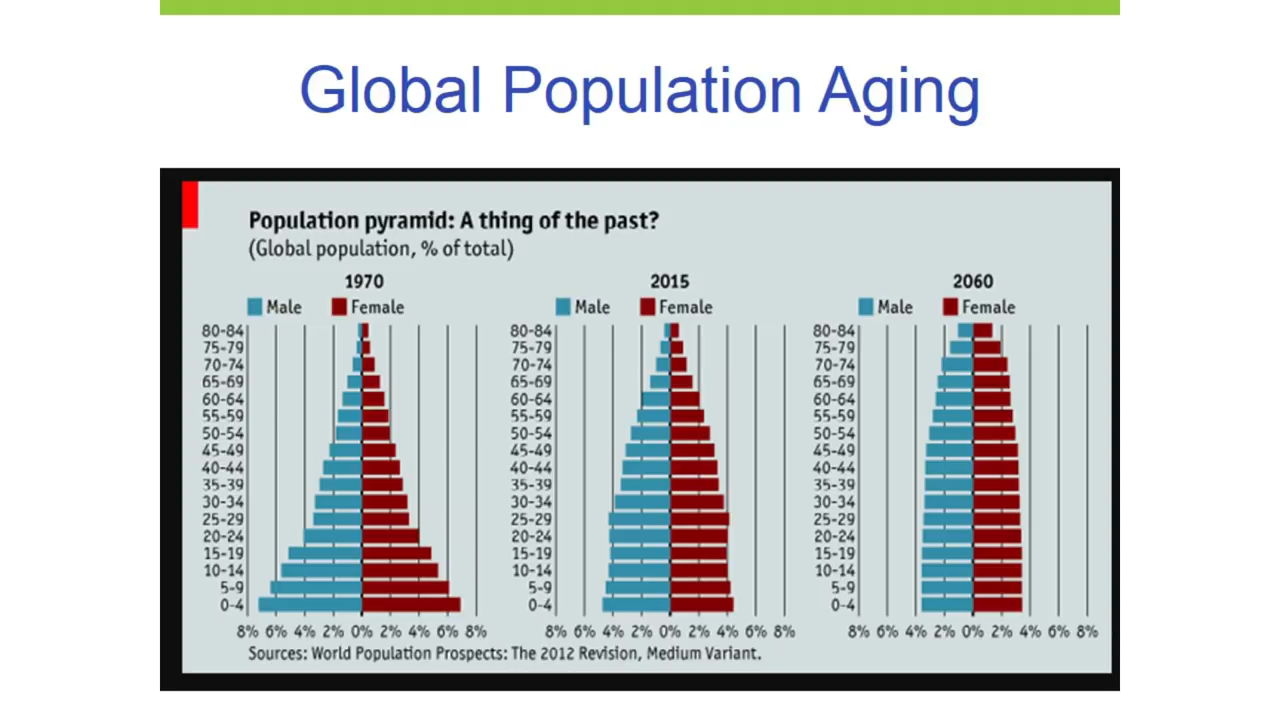 Global Population Aging
Population pyramid: A thing of the past?
(Global population, % of total)
1970 2015 2060
Male Female Male Female Male Female
80-84 80-84 80-84
75-79 75-79 75-79
70-74 70-74 70-74
65-69 65-69 65-69
60-64 60-64 60-64
55-59 55-59 55-59
50-54 50-54 50-54
45-49 45-49 45-49
40-44 40-44 40-44
35-39 35-39 35-39
30-34 30-34 30-34
25-29 25-29 25-29
20-24 20-24 20-24
15-19 15-19 15-19
10-14 10-14 10-14
5-9 5-9 5-9
0-4 0-4 0-4
8% 6% 4% 2% 0% 2% 4% 6% 8% 8% 6% 4% 2% 0% 2% 4% 6% 8% 8% 6% 4% 2% 0% 2% 4% 6% 8%
Sources: World Population Prospects: The 2012 Revision, Medium Variant.